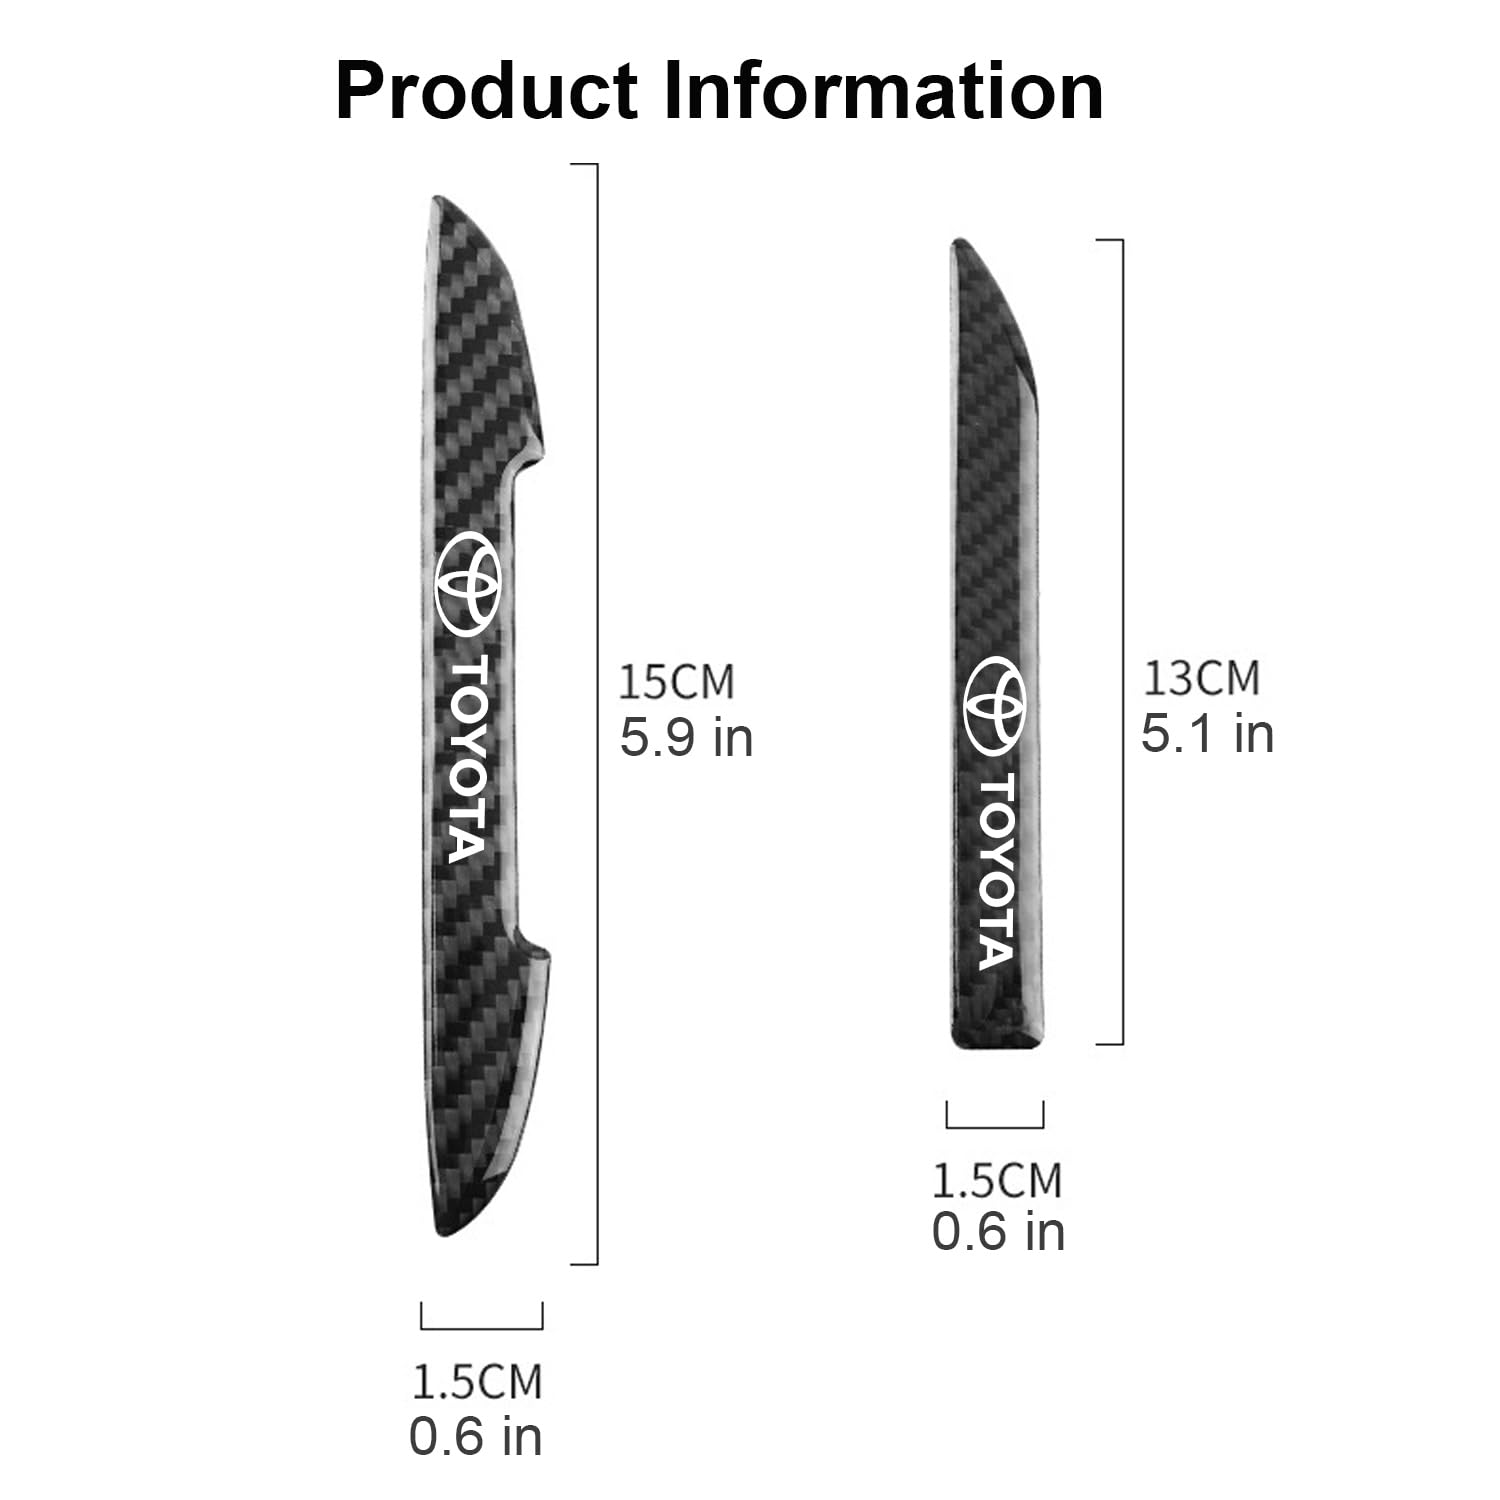 Product Information
TOYOTA
15CM
5.9 in
1.5CM
0.6 in
TOYOTA
13CM
5.1 in
1.5CM
0.6 in